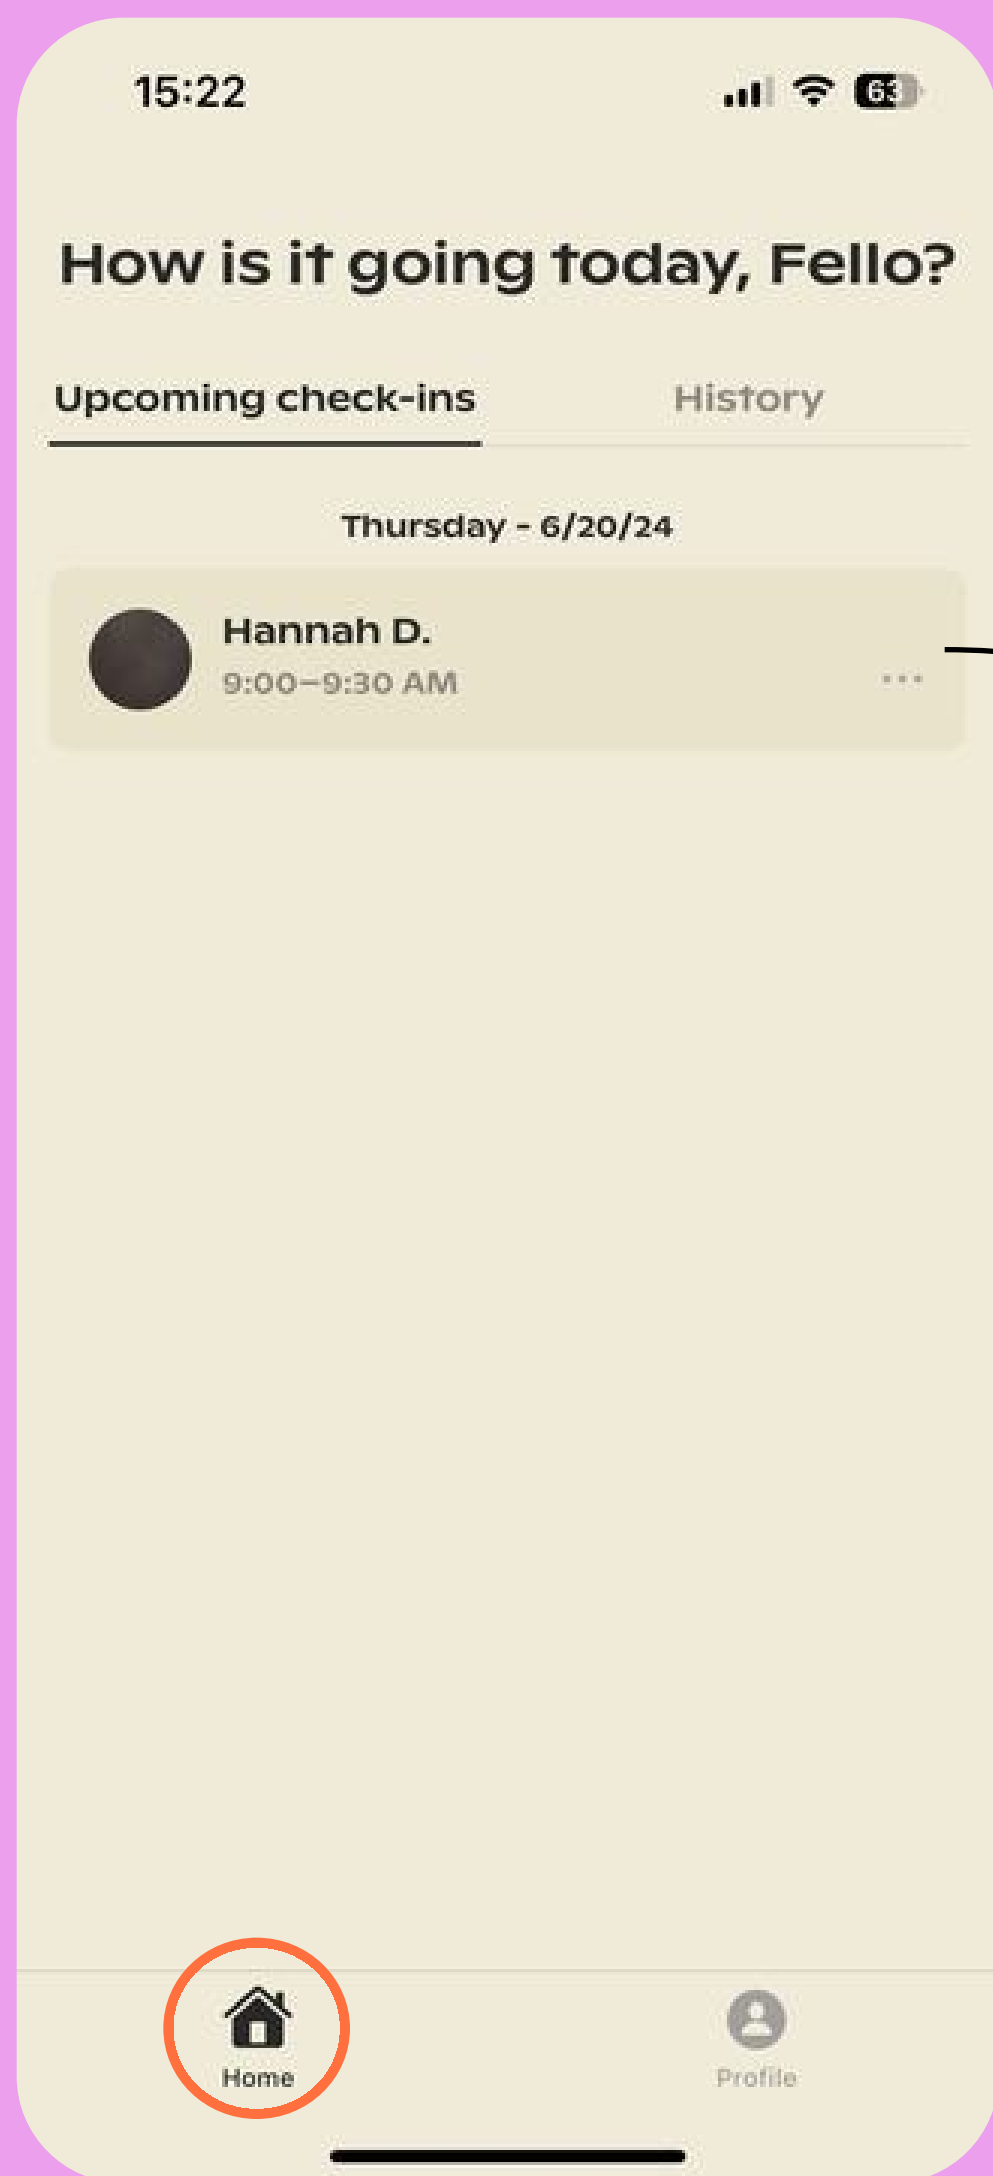 15:22
63
How is it going today, Fello?
Upcoming check-ins
History
Thursday - 6/20/24
Hannah D.
9:00–9:30 AM
Home
Profile